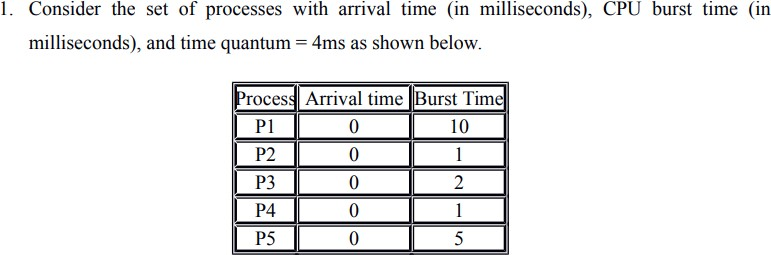 1. Consider the set of processes with arrival time (in milliseconds), CPU burst time (in
milliseconds), and time quantum = 4ms as shown below.
Process Arrival time Burst Time
P1 0 10
P2 0 1
P3 0 2
P4 0 1
P5 0 5